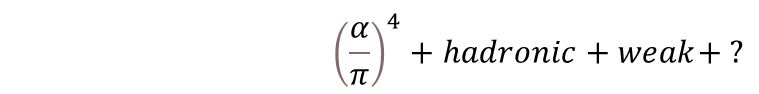 (α/π)⁴ + hadronic + weak + ?